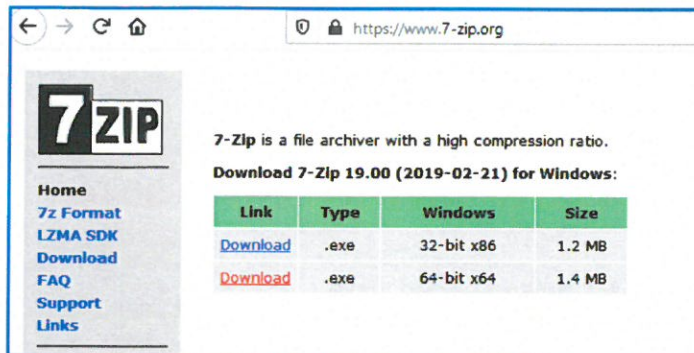 https://www.7-zip.org
7ZIP
Home
7z Format
LZMA SDK
Download
FAQ
Support
Links
7-Zip is a file archiver with a high compression ratio.
Download 7-Zip 19.00 (2019-02-21) for Windows:
Link Type Windows Size
Download .exe 32-bit x86 1.2 MB
Download .exe 64-bit x64 1.4 MB